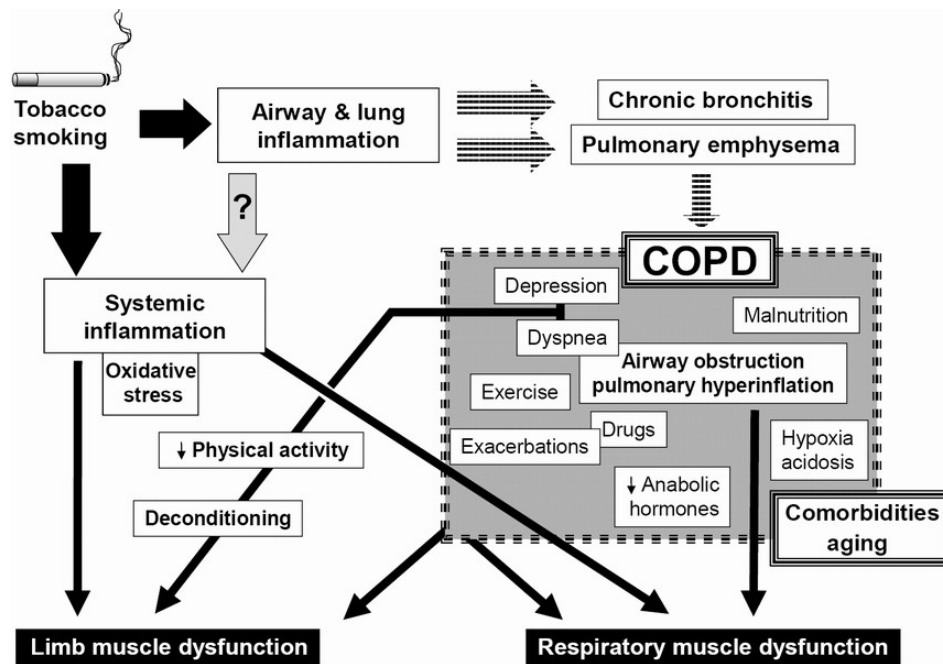 Tobacco
smoking
Airway & lung
inflammation
Chronic bronchitis
Pulmonary emphysema
?
COPD
Systemic
inflammation
Oxidative
stress
Depression
Dyspnea
Malnutrition
Airway obstruction
pulmonary hyperinflation
Exercise
Drugs
Exacerbations
Hypoxia
acidosis
↓ Anabolic
hormones
↓ Physical activity
Deconditioning
Comorbidities
aging
Limb muscle dysfunction
Respiratory muscle dysfunction